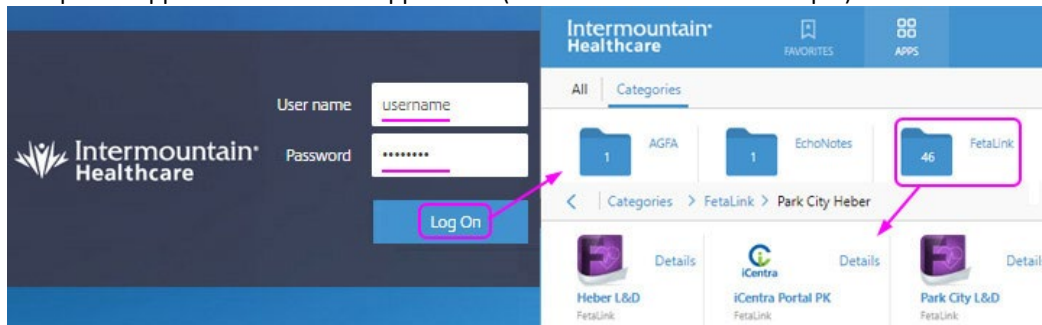 User name
username
Password
••••••••
Intermountain·
Healthcare
Log On
Intermountain·
Healthcare
FAVORITES
APPS
All
Categories
1
AGFA
1
EchoNotes
46
FetaLink
< Categories > FetaLink > Park City Heber
Details
iCentra
Details
Detail
Heber L&D
FetaLink
iCentra Portal PK
FetaLink
Park City L&D
FetaLink